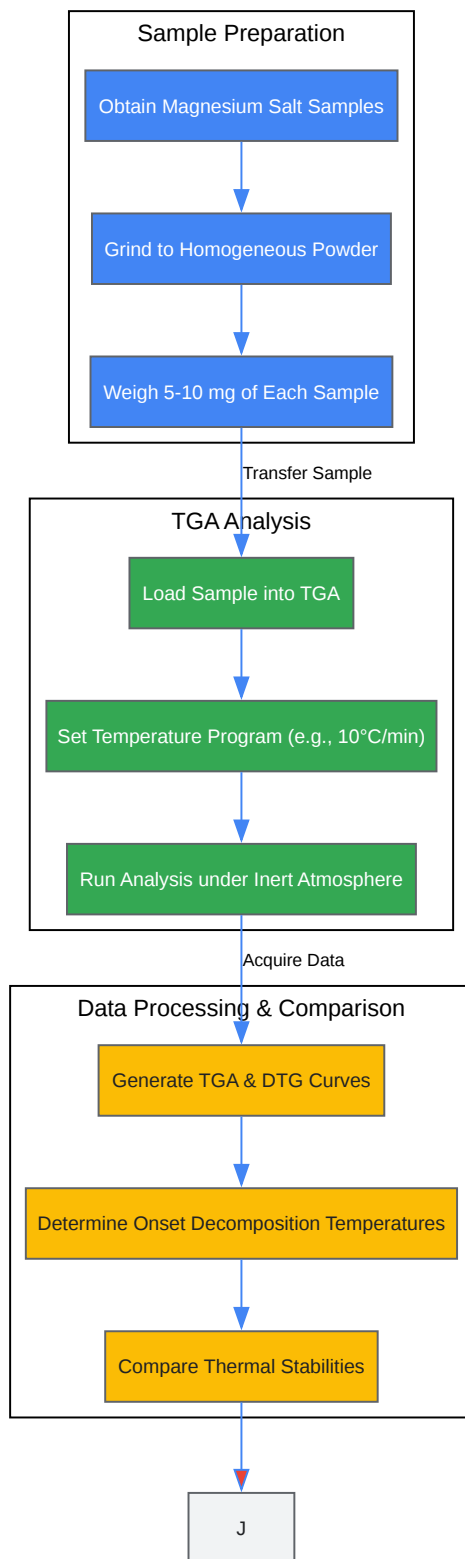 Sample Preparation
Obtain Magnesium Salt Samples
Grind to Homogeneous Powder
Weigh 5-10 mg of Each Sample
Transfer Sample
TGA Analysis
Load Sample into TGA
Set Temperature Program (e.g., 10°C/min)
Run Analysis under Inert Atmosphere
Acquire Data
Data Processing & Comparison
Generate TGA & DTG Curves
Determine Onset Decomposition Temperatures
Compare Thermal Stabilities
J